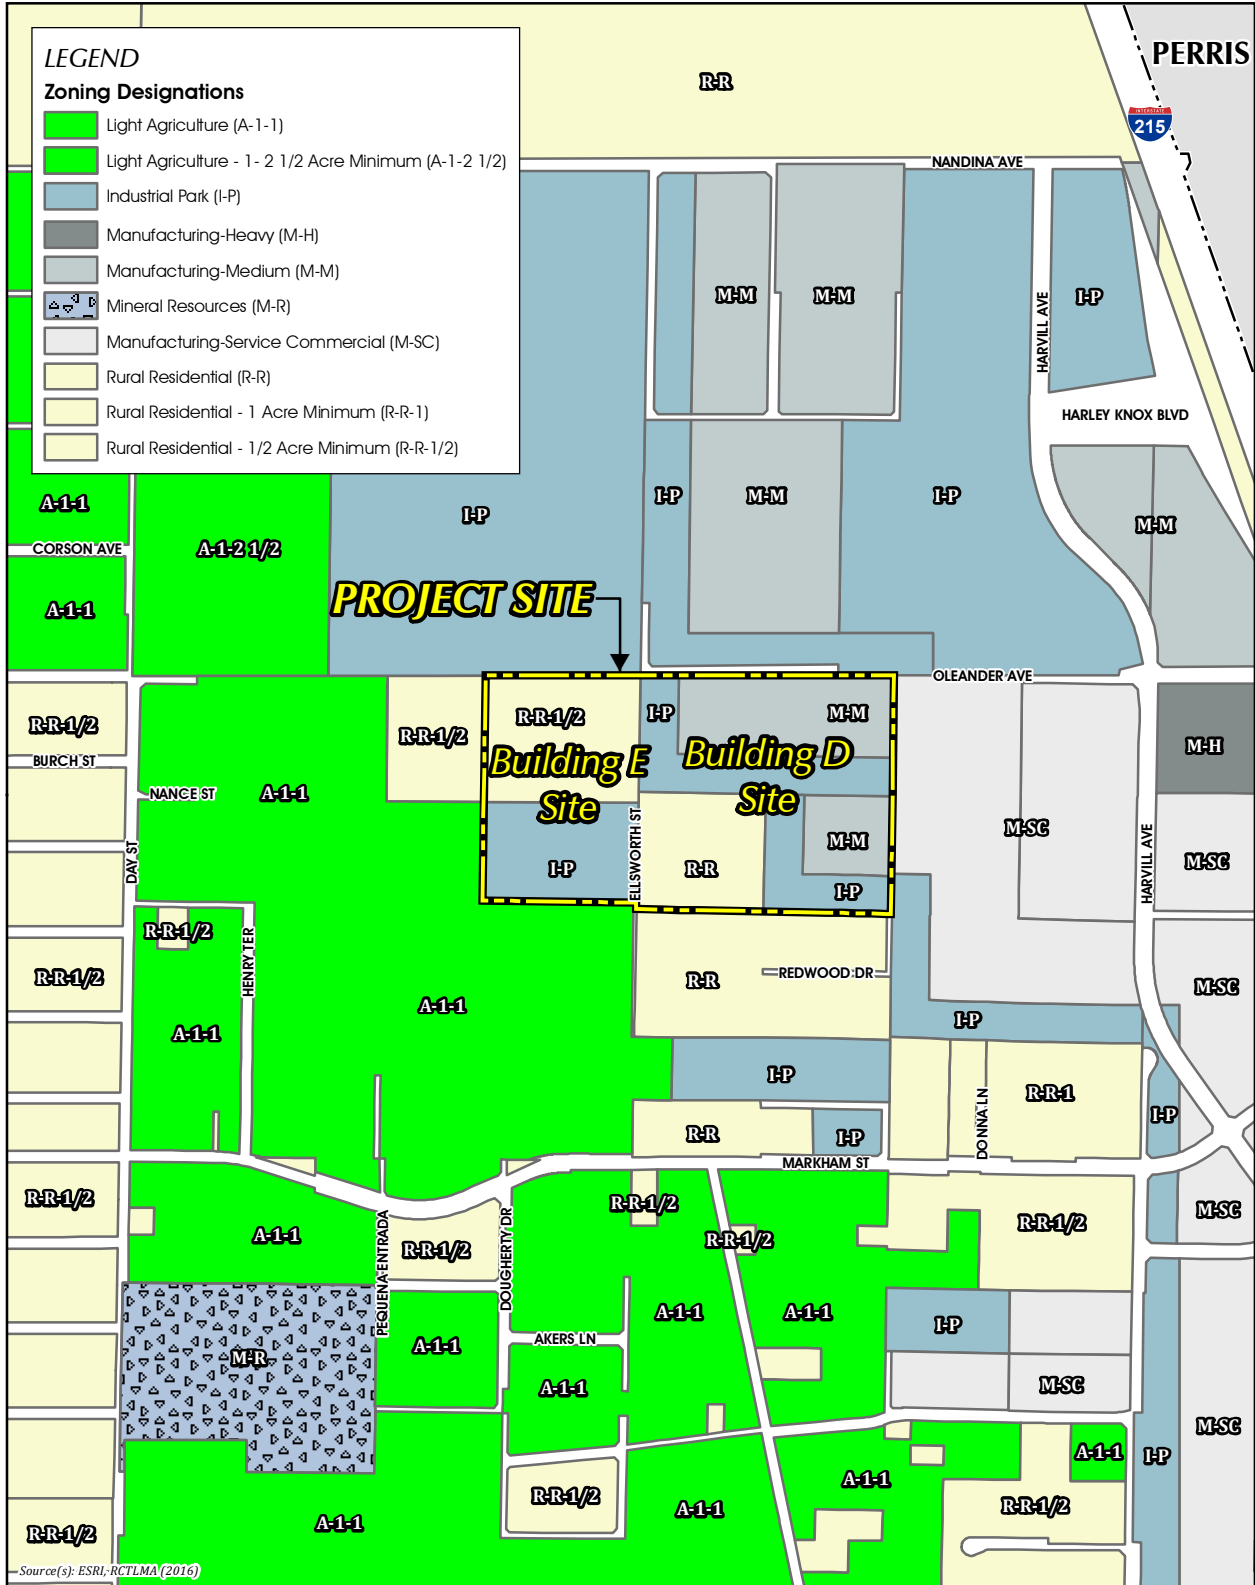 LEGEND
Zoning Designations
Light Agriculture (A-1-1)
Light Agriculture - 1- 2 1/2 Acre Minimum (A-1-2 1/2)
Industrial Park (I-P)
Manufacturing-Heavy (M-H)
Manufacturing-Medium (M-M)
Mineral Resources (M-R)
Manufacturing-Service Commercial (M-SC)
Rural Residential (R-R)
Rural Residential - 1 Acre Minimum (R-R-1)
Rural Residential - 1/2 Acre Minimum (R-R-1/2)
PERRIS
R-R
INTERSTATE
215
NANDINA AVE
M-M
M-M
HARVILL AVE
I-P
HARLEY KNOX BLVD
A-1-1
I-P
I-P
M-M
I-P
M-M
CORSON AVE
A-1-2 1/2
A-1-1
PROJECT SITE
OLEANDER AVE
R-R-1/2
R-R-1/2
R-R-1/2
I-P
M-M
M-H
BURCH ST
Building E
Site
Building D
Site
NANCE ST
A-1-1
M-SC
DAY ST
ELLSWORTH ST
I-P
R-R
M-M
I-P
HARVILL AVE
M-SC
R-R-1/2
HENRY TER
R-R-1/2
R-R
REDWOOD DR
M-SC
A-1-1
A-1-1
I-P
I-P
DONNA LN
R-R-1
I-P
R-R
I-P
MARKHAM ST
R-R-1/2
R-R-1/2
R-R-1/2
M-SC
A-1-1
PEQUENA ENTRADA
R-R-1/2
DOUGHERTY DR
R-R-1/2
A-1-1
A-1-1
I-P
M-R
A-1-1
AKERS LN
A-1-1
M-SC
M-SC
A-1-1
I-P
A-1-1
R-R-1/2
A-1-1
R-R-1/2
R-R-1/2
A-1-1
Source(s): ESRI, RCTLMA (2016)